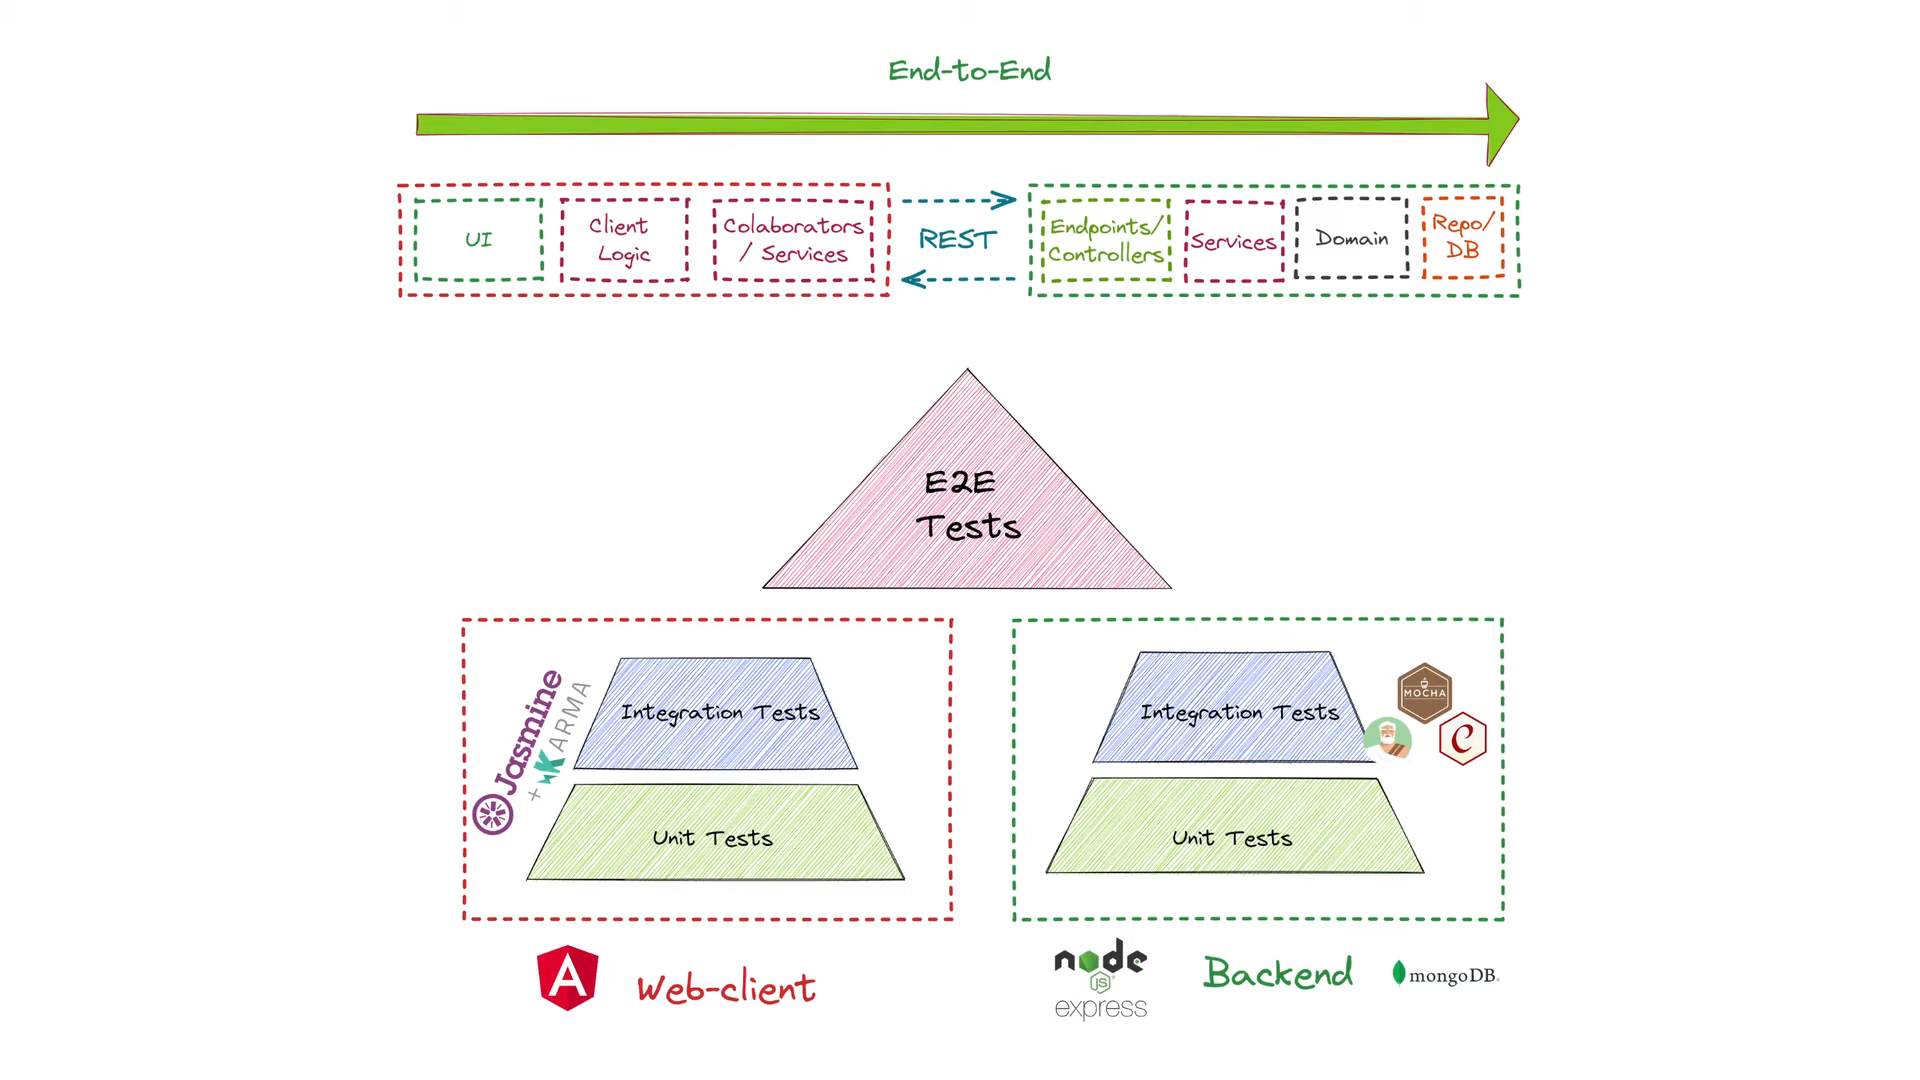 End-to-End
UI
Client
Logic
Colaborators
/ Services
REST
Endpoints/
Controllers
Services
Domain
Repo/
DB
E2E
Tests
Jasmine
+ KARMA
Integration Tests
Unit Tests
Integration Tests
MOCHA
C
Unit Tests
A
Web-client
node
JS
express
Backend
mongoDB.